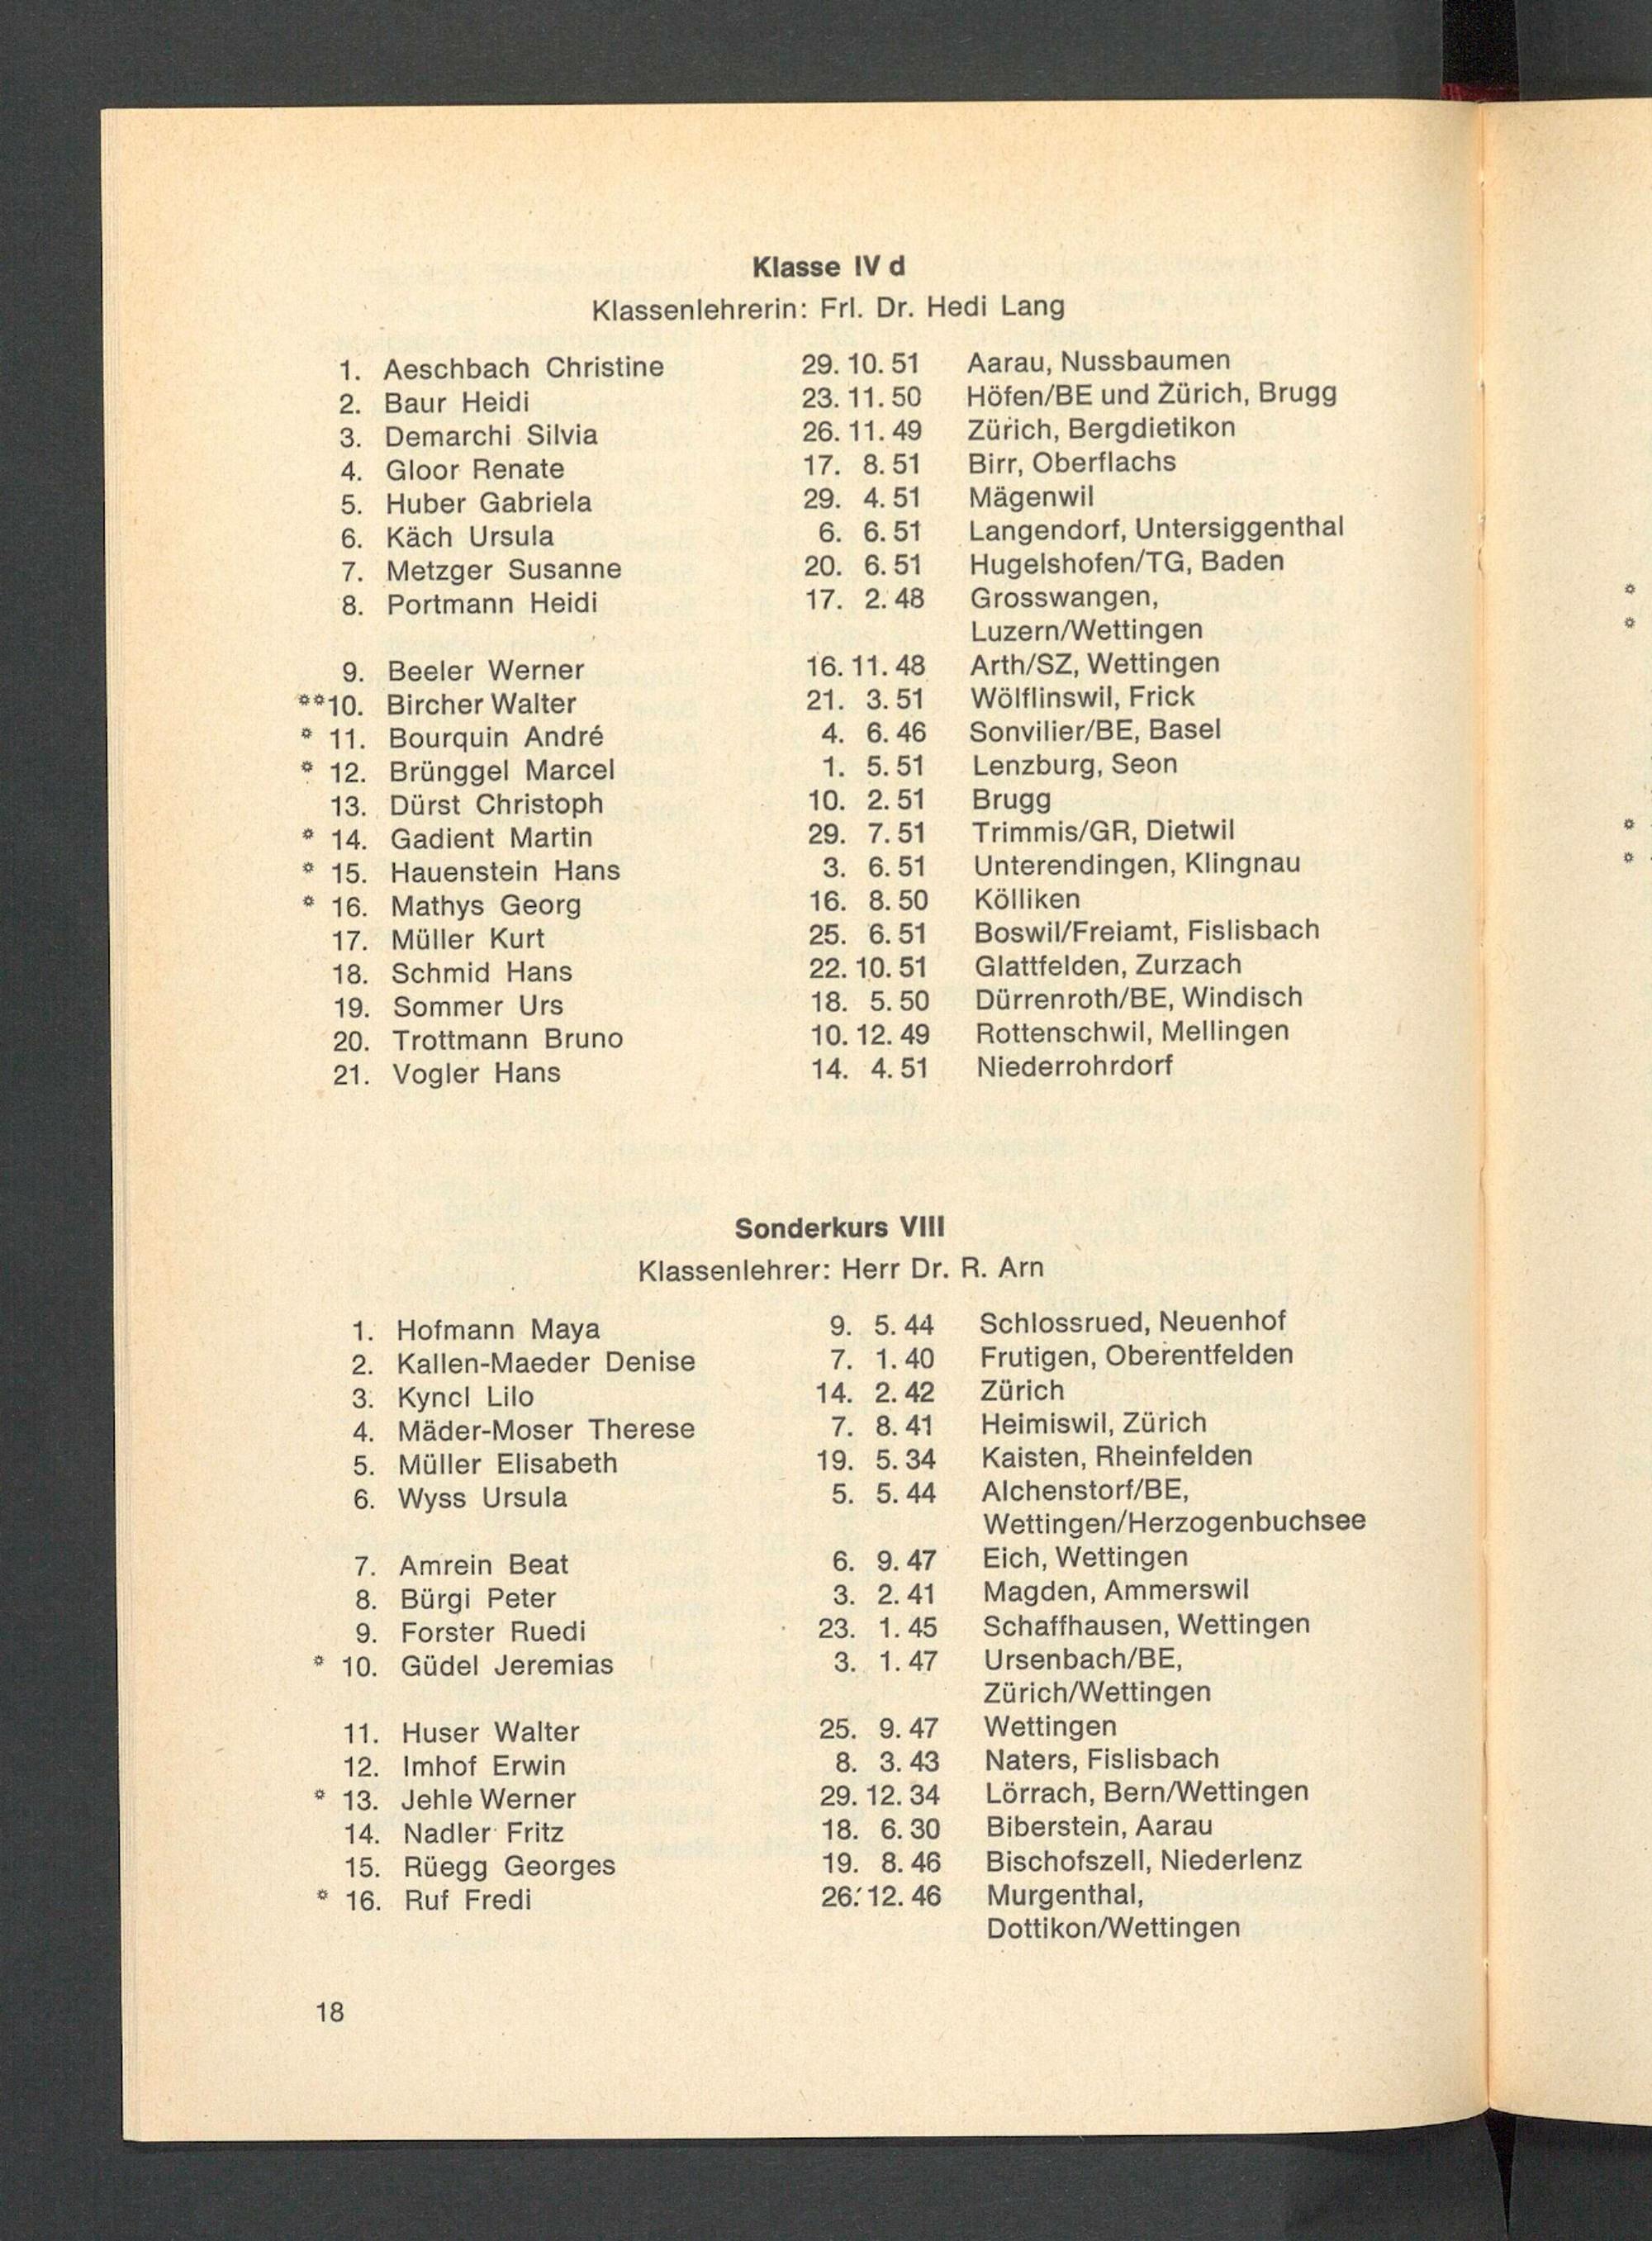 Klasse IV d
Klassenlehrerin: Frl. Dr. Hedi Lang
1. Aeschbach Christine 29. 10. 51 Aarau, Nussbaumen
2. Baur Heidi 23. 11. 50 Höfen/BE und Zürich, Brugg
3. Demarchi Silvia 26. 11. 49 Zürich, Bergdietikon
4. Gloor Renate 17. 8. 51 Birr, Oberflachs
5. Huber Gabriela 29. 4. 51 Mägenwil
6. Käch Ursula 6. 6. 51 Langendorf, Untersiggenthal
7. Metzger Susanne 20. 6. 51 Hugelshofen/TG, Baden
8. Portmann Heidi 17. 2. 48 Grosswangen,
Luzern/Wettingen
9. Beeler Werner 16. 11. 48 Arth/SZ, Wettingen
**10. Bircher Walter 21. 3. 51 Wölflinswil, Frick
* 11. Bourquin André 4. 6. 46 Sonvilier/BE, Basel
* 12. Brünggel Marcel 1. 5. 51 Lenzburg, Seon
13. Dürst Christoph 10. 2. 51 Brugg
* 14. Gadient Martin 29. 7. 51 Trimmis/GR, Dietwil
* 15. Hauenstein Hans 3. 6. 51 Unterendingen, Klingnau
* 16. Mathys Georg 16. 8. 50 Kölliken
17. Müller Kurt 25. 6. 51 Boswil/Freiamt, Fislisbach
18. Schmid Hans 22. 10. 51 Glattfelden, Zurzach
19. Sommer Urs 18. 5. 50 Dürrenroth/BE, Windisch
20. Trottmann Bruno 10. 12. 49 Rottenschwil, Mellingen
21. Vogler Hans 14. 4. 51 Niederrohrdorf
Sonderkurs VIII
Klassenlehrer: Herr Dr. R. Arn
1. Hofmann Maya 9. 5. 44 Schlossrued, Neuenhof
2. Kallen-Maeder Denise 7. 1. 40 Frutigen, Oberentfelden
3. Kyncl Lilo 14. 2. 42 Zürich
4. Mäder-Moser Therese 7. 8. 41 Heimiswil, Zürich
5. Müller Elisabeth 19. 5. 34 Kaisten, Rheinfelden
6. Wyss Ursula 5. 5. 44 Alchenstorf/BE,
Wettingen/Herzogenbuchsee
7. Amrein Beat 6. 9. 47 Eich, Wettingen
8. Bürgi Peter 3. 2. 41 Magden, Ammerswil
9. Forster Ruedi 23. 1. 45 Schaffhausen, Wettingen
* 10. Güdel Jeremias 3. 1. 47 Ursenbach/BE,
Zürich/Wettingen
11. Huser Walter 25. 9. 47 Wettingen
12. Imhof Erwin 8. 3. 43 Naters, Fislisbach
* 13. Jehle Werner 29. 12. 34 Lörrach, Bern/Wettingen
14. Nadler Fritz 18. 6. 30 Biberstein, Aarau
15. Rüegg Georges 19. 8. 46 Bischofszell, Niederlenz
* 16. Ruf Fredi 26. 12. 46 Murgenthal,
Dottikon/Wettingen
18